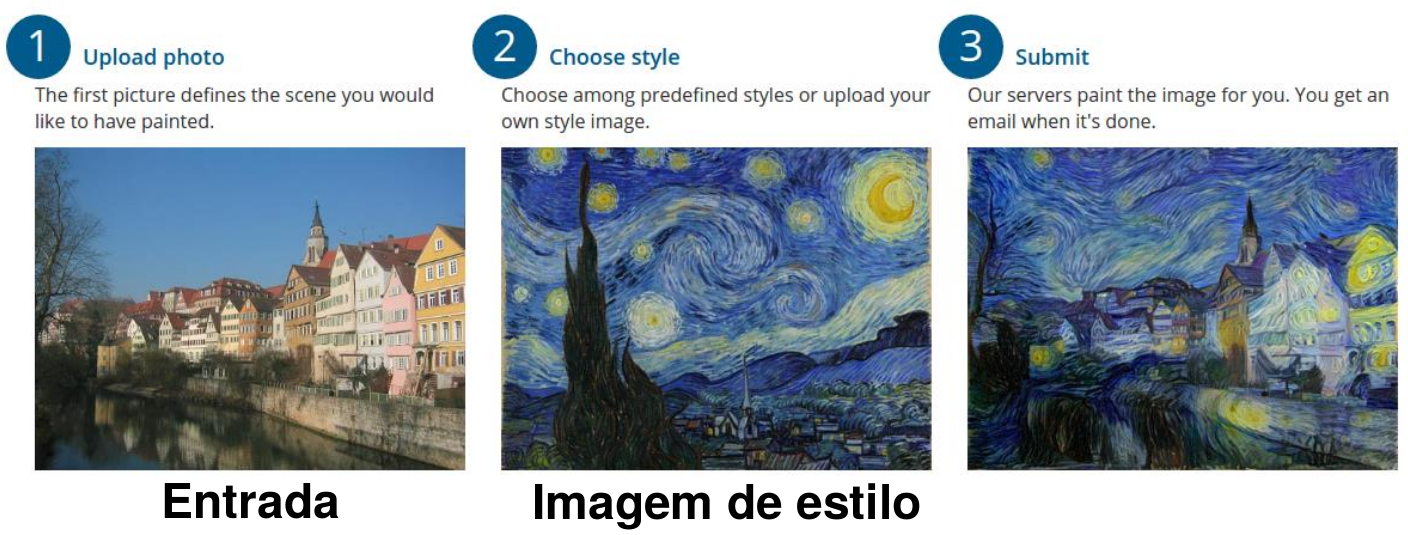 1 Upload photo
The first picture defines the scene you would
like to have painted.
2 Choose style
Choose among predefined styles or upload your
own style image.
3 Submit
Our servers paint the image for you. You get an
email when it's done.
Entrada
Imagem de estilo